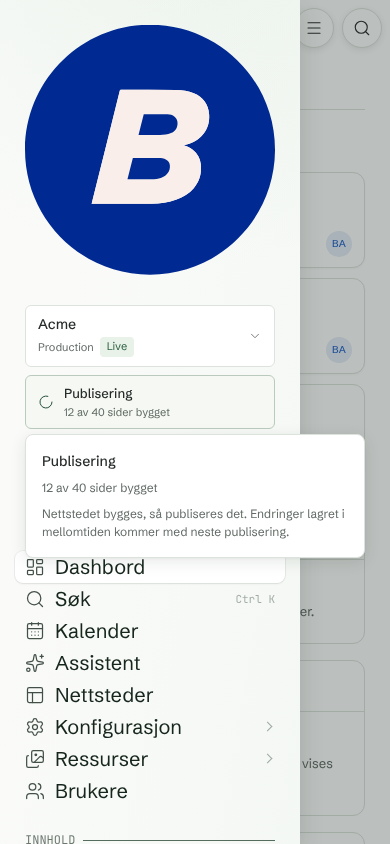 B
Acme
Production Live
Publisering
12 av 40 sider bygget
Publisering
12 av 40 sider bygget
Nettstedet bygges, så publiseres det. Endringer lagret i
mellomtiden kommer med neste publisering.
Dashbord
Søk Ctrl K
Kalender
Assistent
Nettsteder
Konfigurasjon
Ressurser
Brukere
INNHOLD
BA
BA
er.
vises